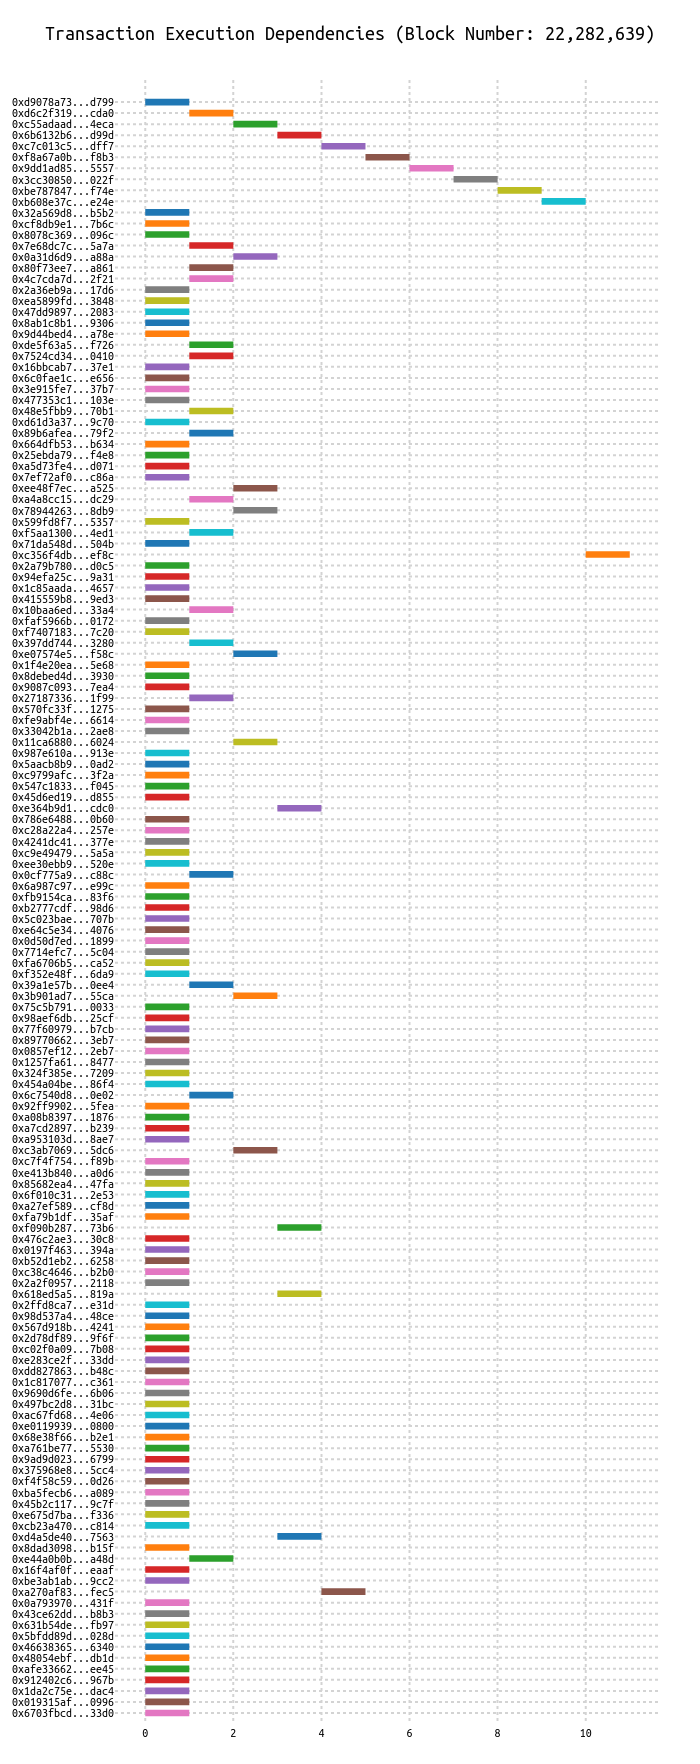 Transaction Execution Dependencies (Block Number: 22,282,639)
0xd9078a73...d799
0xd6c2f319...cda0
0xc55adaad...4eca
0x6b6132b6...d99d
0xc7c013c5...dff7
0xf8a67a0b...f8b3
0x9dd1ad85...5557
0x3cc30850...022f
0xbe787847...f74e
0xb608e37c...e24e
0x32a569d8...b5b2
0xcf8db9e1...7b6c
0x8078c369...096c
0x7e68dc7c...5a7a
0x0a31d6d9...a88a
0x80f73ee7...a861
0x4c7cda7d...2f21
0x2a36eb9a...17d6
0xea5899fd...3848
0x47dd9897...2083
0x8ab1c8b1...9306
0x9d44bed4...a78e
0xde5f63a5...f726
0x7524cd34...0410
0x16bbcab7...37e1
0x6c0fae1c...e656
0x3e915fe7...37b7
0x477353c1...103e
0x48e5fbb9...70b1
0xd61d3a37...9c70
0x89b6afea...79f2
0x664dfb53...b634
0x25ebda79...f4e8
0xa5d73fe4...d071
0x7ef72af0...c86a
0xee48f7ec...a525
0xa4a8cc15...dc29
0x78944263...8db9
0x599fd8f7...5357
0xf5aa1300...4ed1
0x71da548d...504b
0xc356f4db...ef8c
0x2a79b780...d0c5
0x94efa25c...9a31
0x1c85aada...4657
0x415559b8...9ed3
0x10baa6ed...33a4
0xfaf5966b...0172
0xf7407183...7c20
0x397dd744...3280
0xe07574e5...f58c
0x1f4e20ea...5e68
0x8debed4d...3930
0x9087c093...7ea4
0x27187336...1f99
0x570fc33f...1275
0xfe9abf4e...6614
0x33042b1a...2ae8
0x11ca6880...6024
0x987e610a...913e
0x5aacb8b9...0ad2
0xc9799afc...3f2a
0x547c1833...f045
0x45d6ed19...d855
0xe364b9d1...cdc0
0x786e6488...0b60
0xc28a22a4...257e
0x4241dc41...377e
0xc9e49479...5a5a
0xee30ebb9...520e
0x0cf775a9...c88c
0x6a987c97...e99c
0xfb9154ca...83f6
0xb2777cdf...98d6
0x5c023bae...707b
0xe64c5e34...4076
0x0d50d7ed...1899
0x7714efc7...5c04
0xfa6706b5...ca52
0xf352e48f...6da9
0x39a1e57b...0ee4
0x3b901ad7...55ca
0x75c5b791...0033
0x98aef6db...25cf
0x77f60979...b7cb
0x89770662...3eb7
0x0857ef12...2eb7
0x1257fa61...8477
0x324f385e...7209
0x454a04be...86f4
0x6c7540d8...0e02
0x92ff9902...5fea
0xa08b8397...1876
0xa7cd2897...b239
0xa953103d...8ae7
0xc3ab7069...5dc6
0xc7f4f754...f89b
0xe413b840...a0d6
0x85682ea4...47fa
0x6f010c31...2e53
0xa27ef589...cf8d
0xfa79b1df...35af
0xf090b287...73b6
0x476c2ae3...30c8
0x0197f463...394a
0xb52d1eb2...6258
0xc38c4646...b2b0
0x2a2f0957...2118
0x618ed5a5...819a
0x2ffd8ca7...e31d
0x98d537a4...48ce
0x567d918b...4241
0x2d78df89...9f6f
0xc02f0a09...7b08
0xe283ce2f...33dd
0xdd827863...b48c
0x1c817077...c361
0x9690d6fe...6b06
0x497bc2d8...31bc
0xac67fd68...4e06
0xe0119939...0800
0x68e38f66...b2e1
0xa761be77...5530
0x9ad9d023...6799
0x375968e8...5cc4
0xf4f58c59...0d26
0xba5fecb6...a089
0x45b2c117...9c7f
0xe675d7ba...f336
0xcb23a470...c814
0xd4a5de40...7563
0x8dad3098...b15f
0xe44a0b0b...a48d
0x16f4af0f...eaaf
0xbe3ab1ab...9cc2
0xa270af83...fec5
0x0a793970...431f
0x43ce62dd...b8b3
0x631b54de...fb97
0x5bfdd89d...028d
0x46638365...6340
0x48054ebf...db1d
0xafe33662...ee45
0x912402c6...967b
0x1da2c75e...dac4
0x019315af...0996
0x6703fbcd...33d0
0 2 4 6 8 10